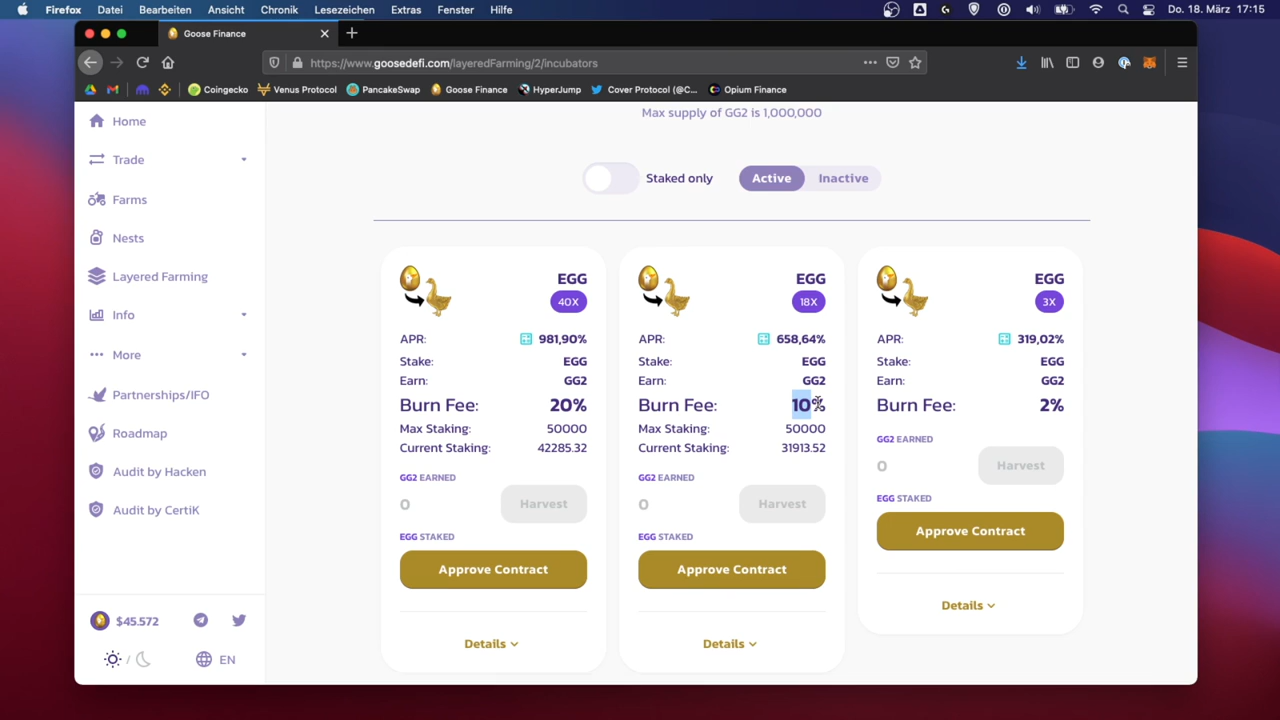 Firefox Datei Bearbeiten Ansicht Chronik Lesezeichen Extras Fenster Hilfe Do. 18. März 17:15
Goose Finance
https://www.goosedefi.com/layeredFarming/2/incubators
Coingecko Venus Protocol PancakeSwap Goose Finance HyperJump Cover Protocol (@C... Opium Finance
Home
Trade
Farms
Nests
Layered Farming
Info
More
Partnerships/IFO
Roadmap
Audit by Hacken
Audit by CertiK
$45.572
EN
Max supply of GG2 is 1,000,000
Staked only Active Inactive
EGG
40X
APR: 981,90%
Stake: EGG
Earn: GG2
Burn Fee: 20%
Max Staking: 50000
Current Staking: 42285.32
GG2 EARNED
0 Harvest
EGG STAKED
Approve Contract
Details
EGG
18X
APR: 658,64%
Stake: EGG
Earn: GG2
Burn Fee: 10%
Max Staking: 50000
Current Staking: 31913.52
GG2 EARNED
0 Harvest
EGG STAKED
Approve Contract
Details
EGG
3X
APR: 319,02%
Stake: EGG
Earn: GG2
Burn Fee: 2%
GG2 EARNED
0 Harvest
EGG STAKED
Approve Contract
Details